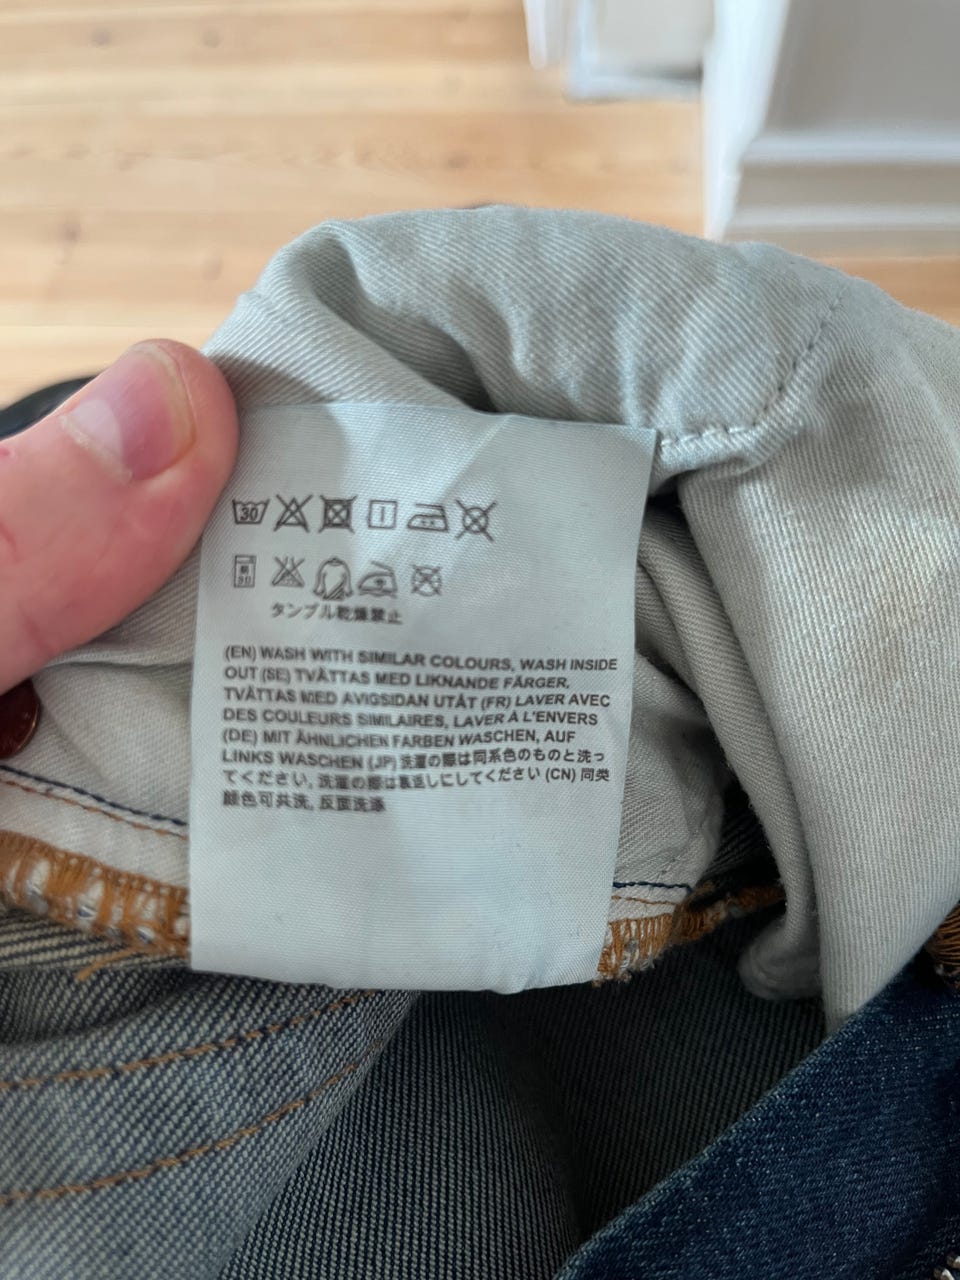 30
タンブル乾燥禁止
(EN) WASH WITH SIMILAR COLOURS, WASH INSIDE
OUT (SE) TVÄTTAS MED LIKNANDE FÄRGER,
TVÄTTAS MED AVIGSIDAN UTÅT (FR) LAVER AVEC
DES COULEURS SIMILAIRES, LAVER À L'ENVERS
(DE) MIT ÄHNLICHEN FARBEN WASCHEN, AUF
LINKS WASCHEN (JP) 洗濯の際は同系色のものと洗っ
てください, 洗濯の際は裏返しにしてください (CN) 同类
颜色可共洗, 反面洗涤